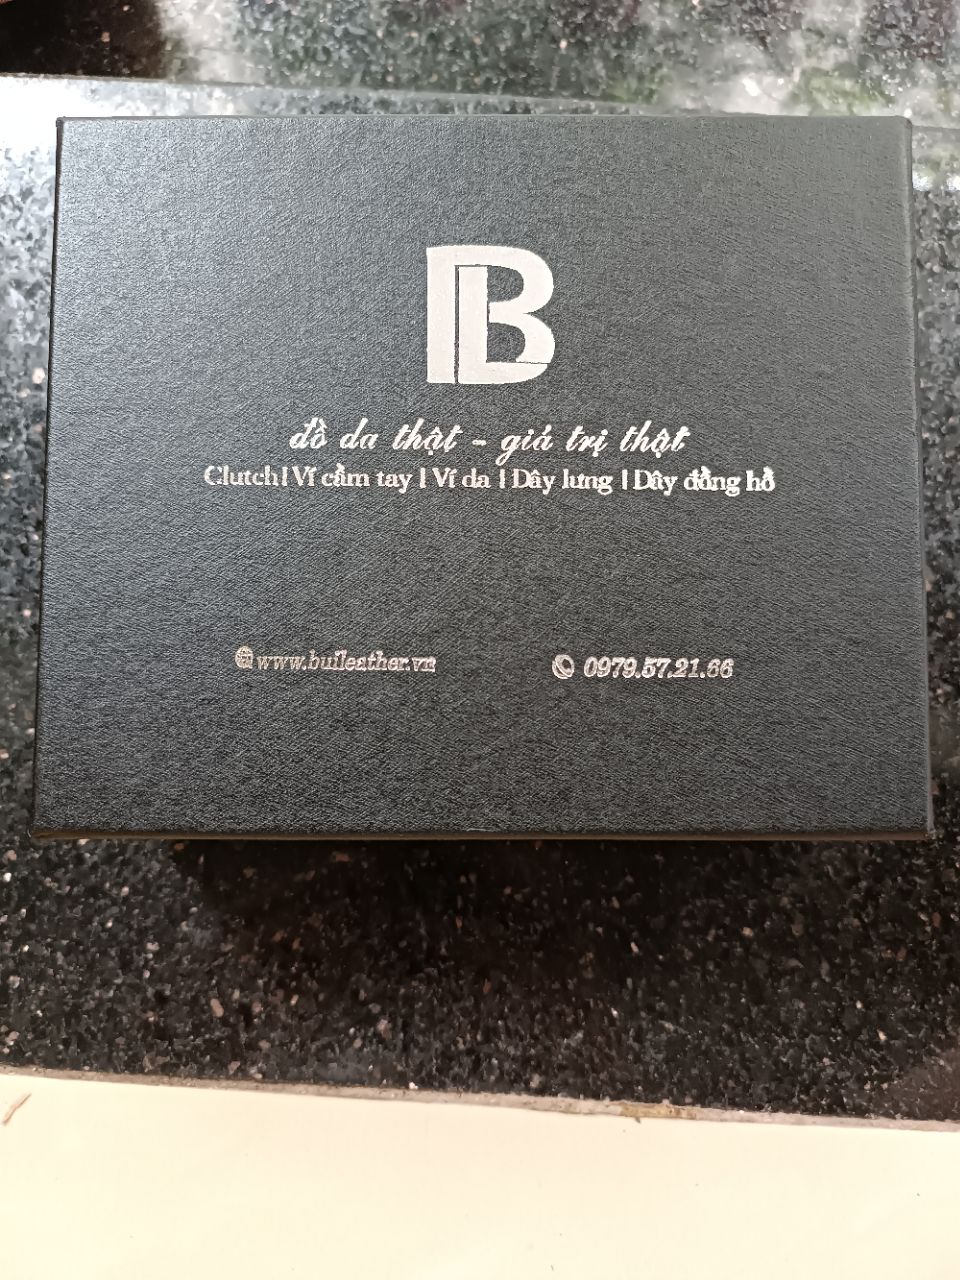 B
đồ da thật - giá trị thật
Clutch | Ví cầm tay | Ví da | Dây lưng | Dây đồng hồ
www.buileather.vn
0979.57.21.66